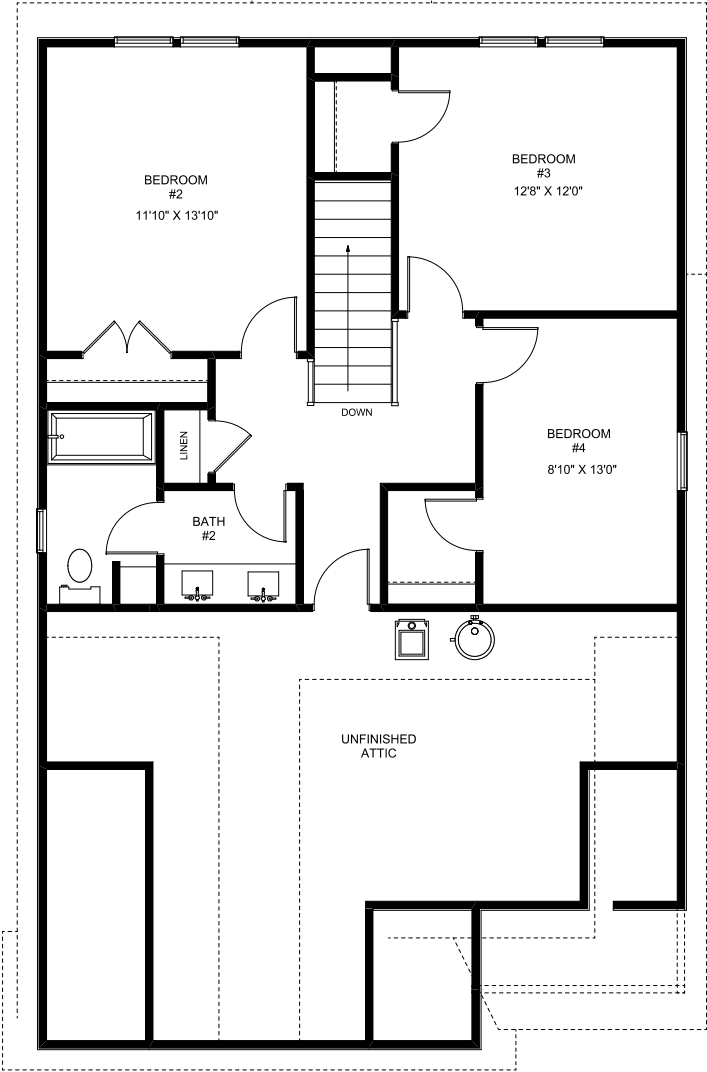 BEDROOM
#2
11'10" X 13'10"
BEDROOM
#3
12'8" X 12'0"
DOWN
LINEN
BEDROOM
#4
8'10" X 13'0"
BATH
#2
UNFINISHED
ATTIC